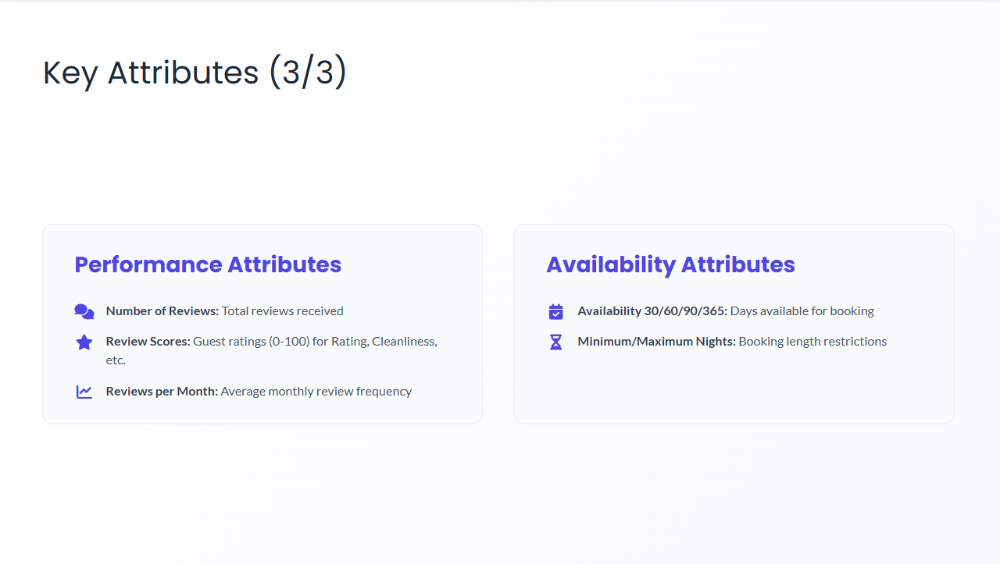 Key Attributes (3/3)
Performance Attributes
Number of Reviews: Total reviews received
Review Scores: Guest ratings (0-100) for Rating, Cleanliness,
etc.
Reviews per Month: Average monthly review frequency
Availability Attributes
Availability 30/60/90/365: Days available for booking
Minimum/Maximum Nights: Booking length restrictions